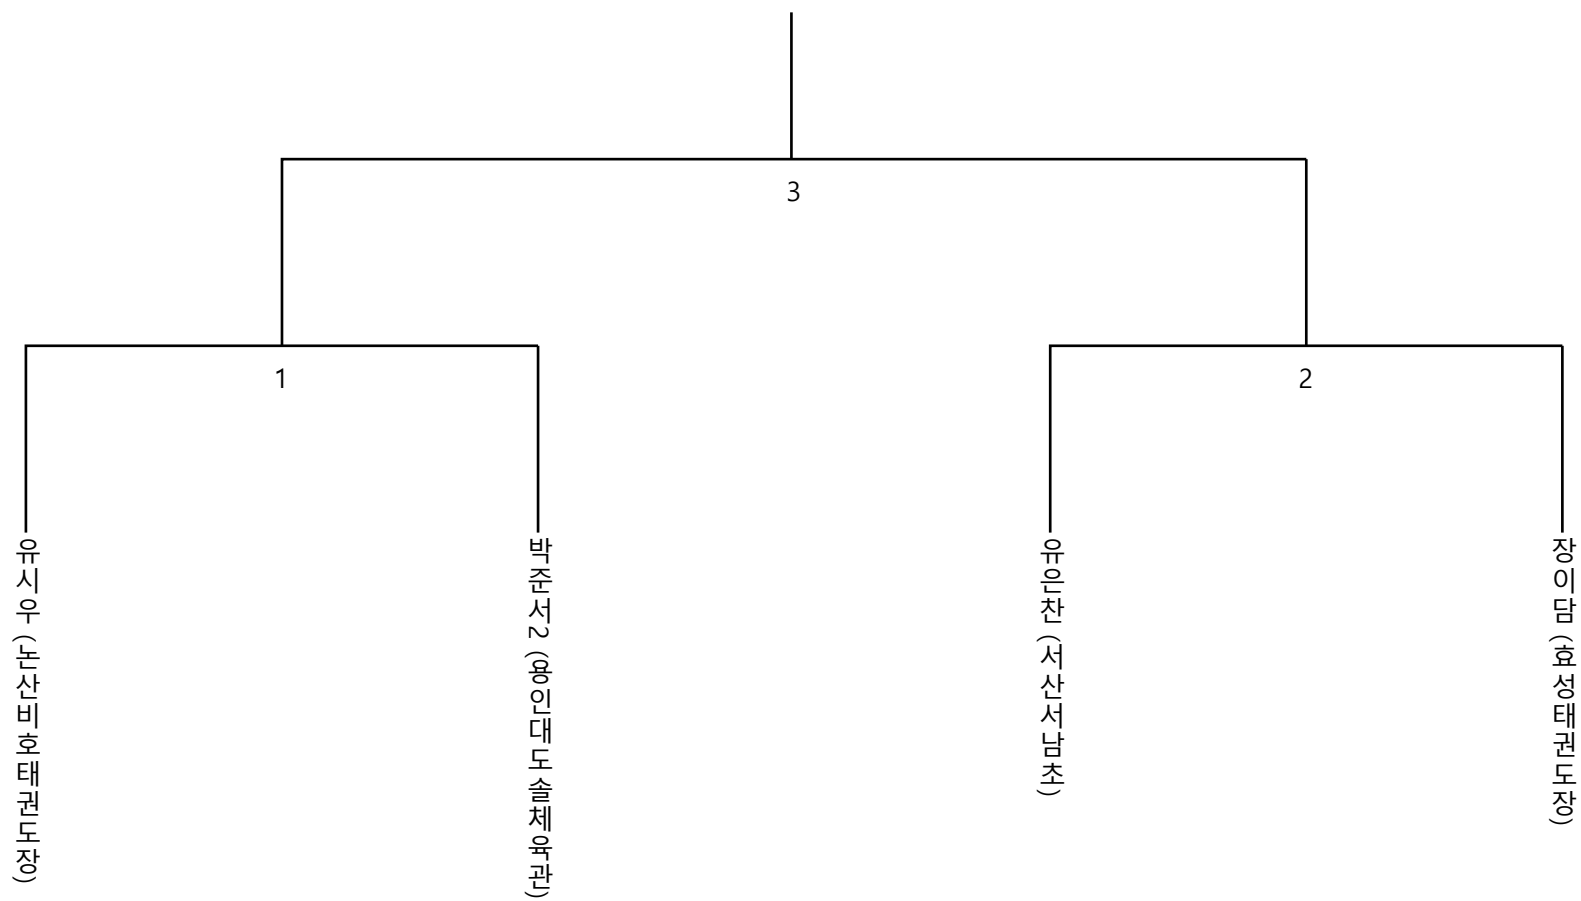 3
1
2
유시우 (논산비호태권도장)
박준서2 (용인대도솔체육관)
유은찬 (서산서남초)
장이담 (효성태권도장)